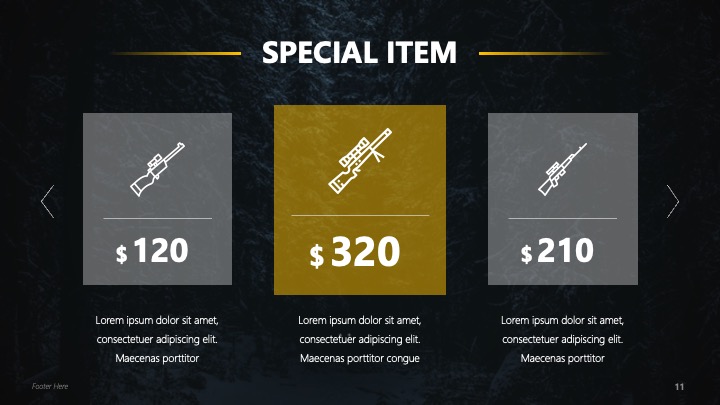 SPECIAL ITEM
$ 120
$ 320
$ 210
Lorem ipsum dolor sit amet,
consectetuer adipiscing elit.
Maecenas porttitor
Lorem ipsum dolor sit amet,
consectetuer adipiscing elit.
Maecenas porttitor congue
Lorem ipsum dolor sit amet,
consectetuer adipiscing elit.
Maecenas porttitor
Footer Here
11